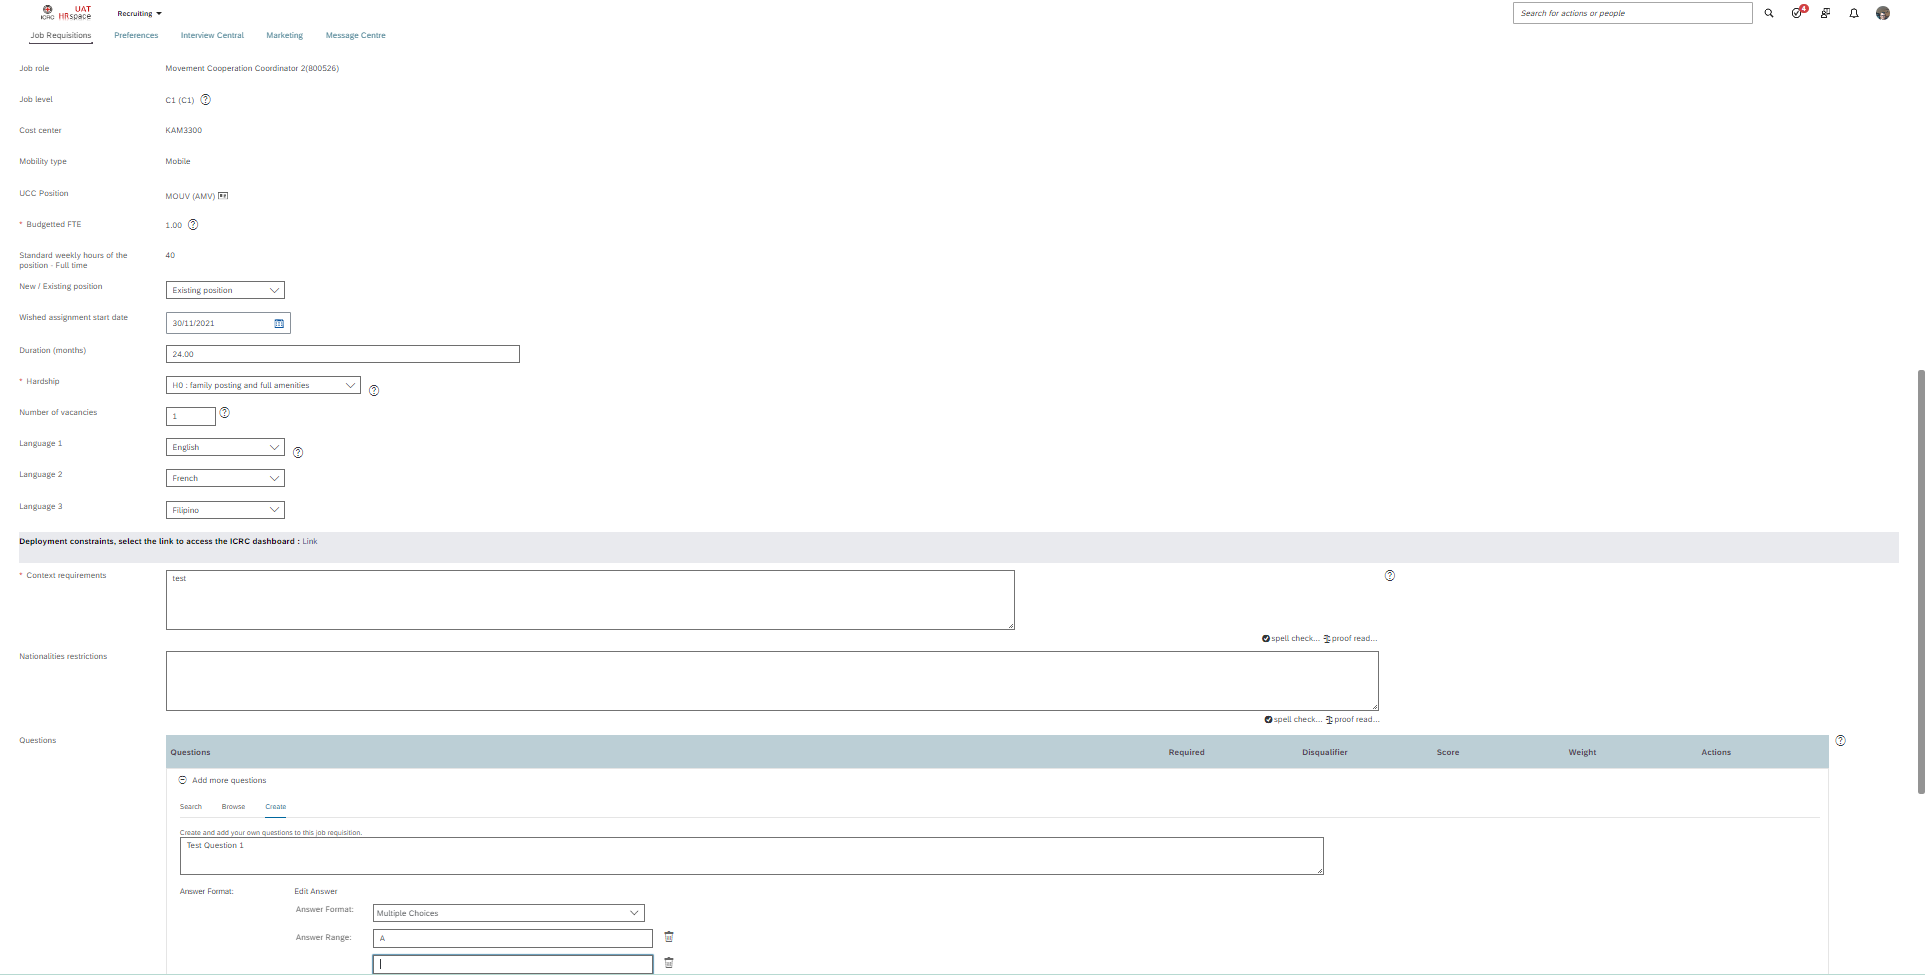 ICRC UAT HRspace
Recruiting
Search for actions or people
4
Job Requisitions Preferences Interview Central Marketing Message Centre
Job role Movement Cooperation Coordinator 2(800526)
Job level C1 (C1)
Cost center KAM3300
Mobility type Mobile
UCC Position MOUV (AMV)
* Budgetted FTE 1.00
Standard weekly hours of the position - Full time 40
New / Existing position Existing position
Wished assignment start date 30/11/2021
Duration (months) 24.00
* Hardship H0 : family posting and full amenities
Number of vacancies 1
Language 1 English
Language 2 French
Language 3 Filipino
Deployment constraints, select the link to access the ICRC dashboard : Link
* Context requirements test
spell check... proof read...
Nationalities restrictions
spell check... proof read...
Questions
Questions Required Disqualifier Score Weight Actions
Add more questions
Search Browse Create
Create and add your own questions to this job requisition.
Test Question 1
Answer Format: Edit Answer
Answer Format: Multiple Choices
Answer Range: A